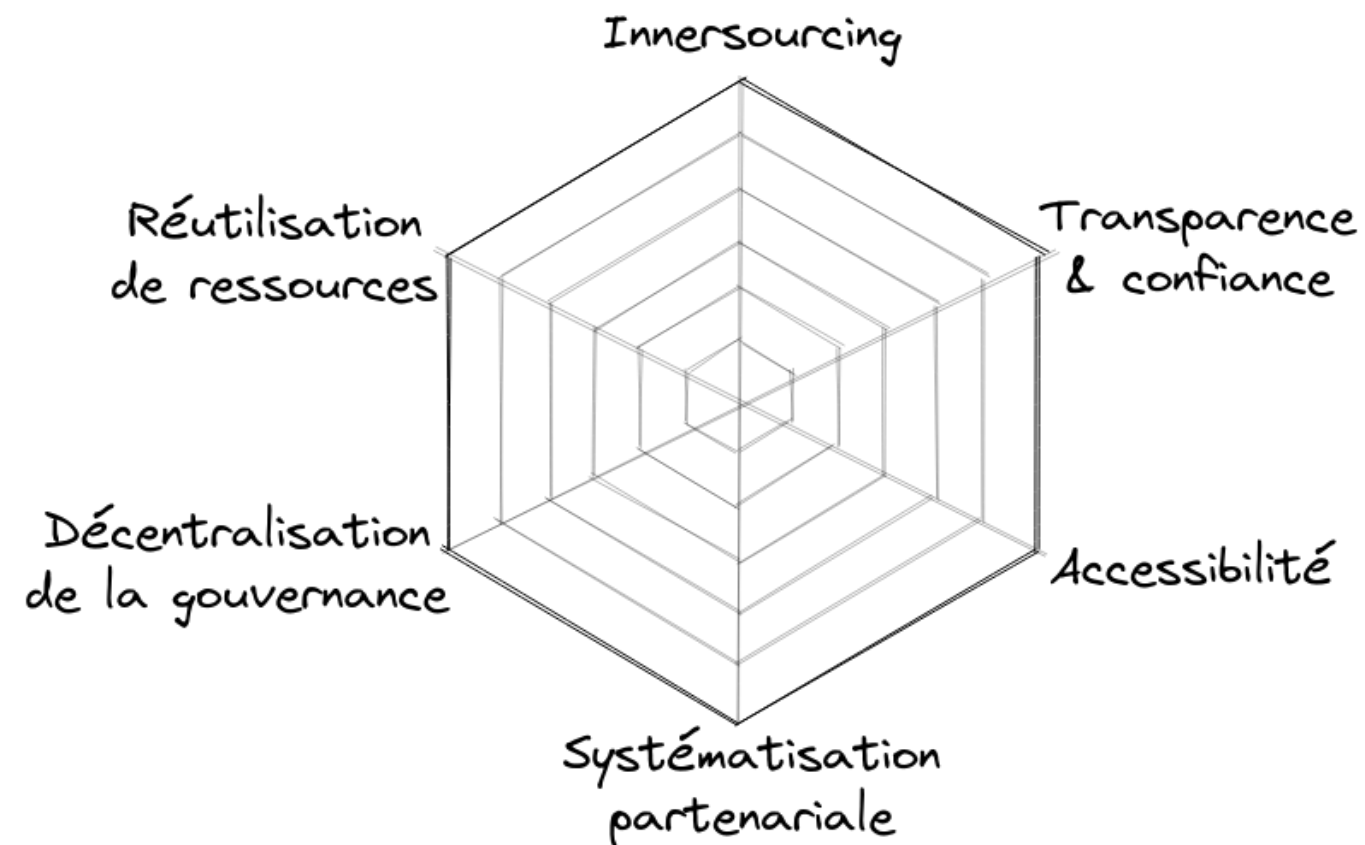 Innersourcing
Réutilisation
de ressources
Transparence
& confiance
Décentralisation
de la gouvernance
Accessibilité
Systématisation
partenariale